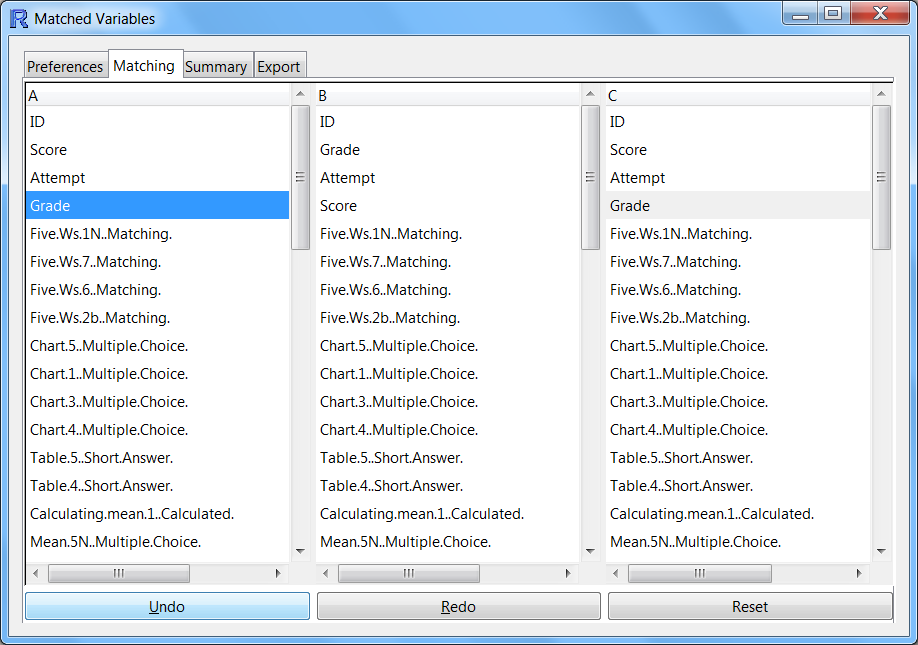 Matched Variables
Preferences Matching Summary Export
A B C
ID ID ID
Score Grade Score
Attempt Attempt Attempt
Grade Score Grade
Five.Ws.1N..Matching. Five.Ws.1N..Matching. Five.Ws.1N..Matching.
Five.Ws.7..Matching. Five.Ws.7..Matching. Five.Ws.7..Matching.
Five.Ws.6..Matching. Five.Ws.6..Matching. Five.Ws.6..Matching.
Five.Ws.2b..Matching. Five.Ws.2b..Matching. Five.Ws.2b..Matching.
Chart.5..Multiple.Choice. Chart.5..Multiple.Choice. Chart.5..Multiple.Choice.
Chart.1..Multiple.Choice. Chart.1..Multiple.Choice. Chart.1..Multiple.Choice.
Chart.3..Multiple.Choice. Chart.3..Multiple.Choice. Chart.3..Multiple.Choice.
Chart.4..Multiple.Choice. Chart.4..Multiple.Choice. Chart.4..Multiple.Choice.
Table.5..Short.Answer. Table.5..Short.Answer. Table.5..Short.Answer.
Table.4..Short.Answer. Table.4..Short.Answer. Table.4..Short.Answer.
Calculating.mean.1..Calculated. Calculating.mean.1..Calculated. Calculating.mean.1..Calculated.
Mean.5N..Multiple.Choice. Mean.5N..Multiple.Choice. Mean.5N..Multiple.Choice.
Undo Redo Reset